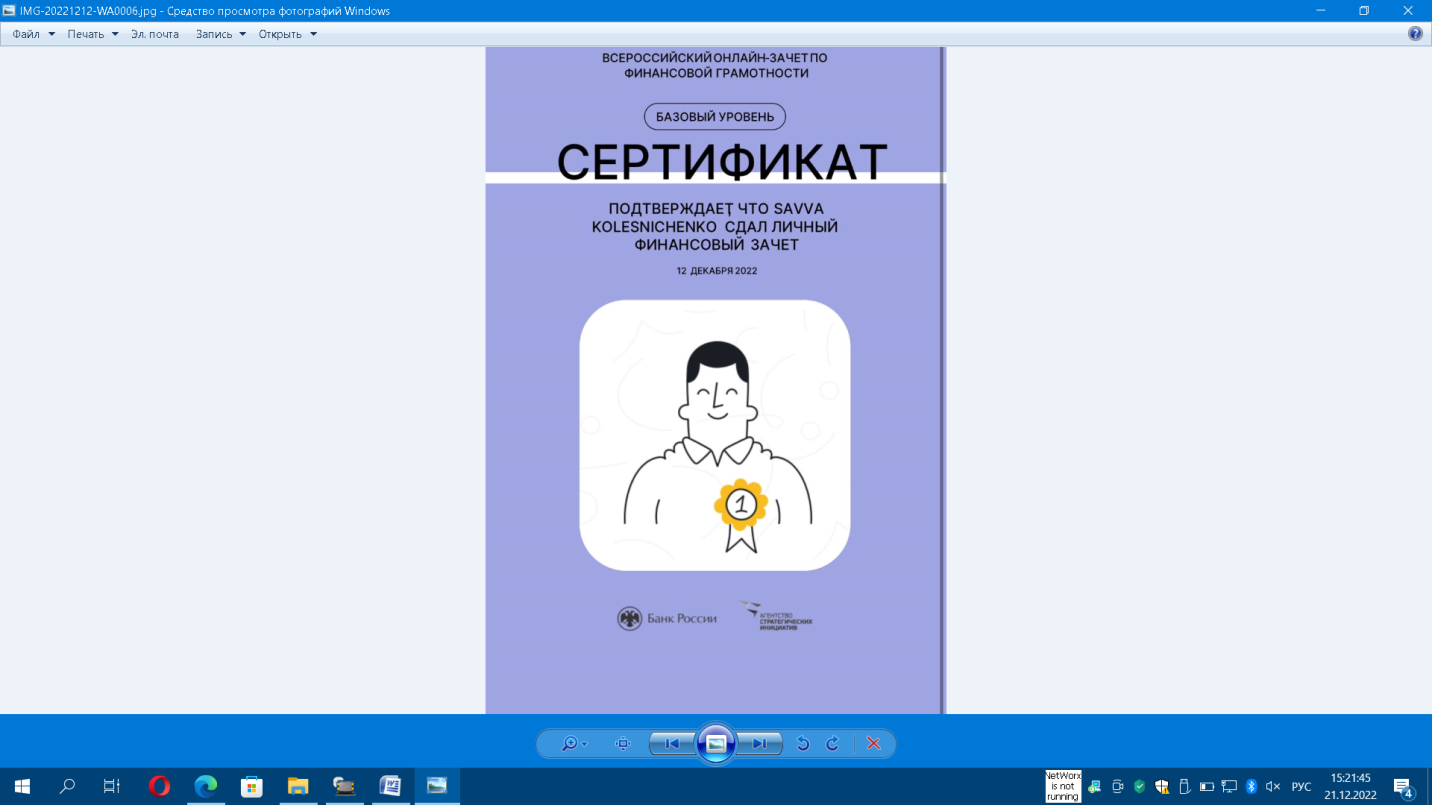 IMG-20221212-WA0006.jpg - Средство просмотра фотографий Windows
Файл Печать Эл. почта Запись Открыть
ВСЕРОССИЙСКИЙ ОНЛАЙН-ЗАЧЕТ ПО
ФИНАНСОВОЙ ГРАМОТНОСТИ
БАЗОВЫЙ УРОВЕНЬ
СЕРТИФИКАТ
ПОДТВЕРЖДАЕТ, ЧТО SAVVA
KOLESNICHENKO СДАЛ ЛИЧНЫЙ
ФИНАНСОВЫЙ ЗАЧЕТ
12 ДЕКАБРЯ 2022
1
Банк России
АГЕНТСТВО
СТРАТЕГИЧЕСКИХ
ИНИЦИАТИВ
NetWorx
is not
running
РУС
15:21:45
21.12.2022
4